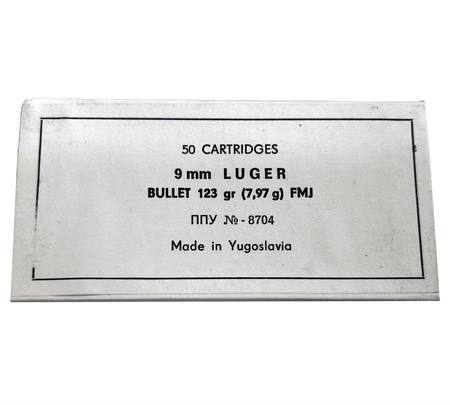 50 CARTRIDGES
9 mm LUGER
BULLET 123 gr (7,97 g) FMJ
ППУ № - 8704
Made in Yugoslavia